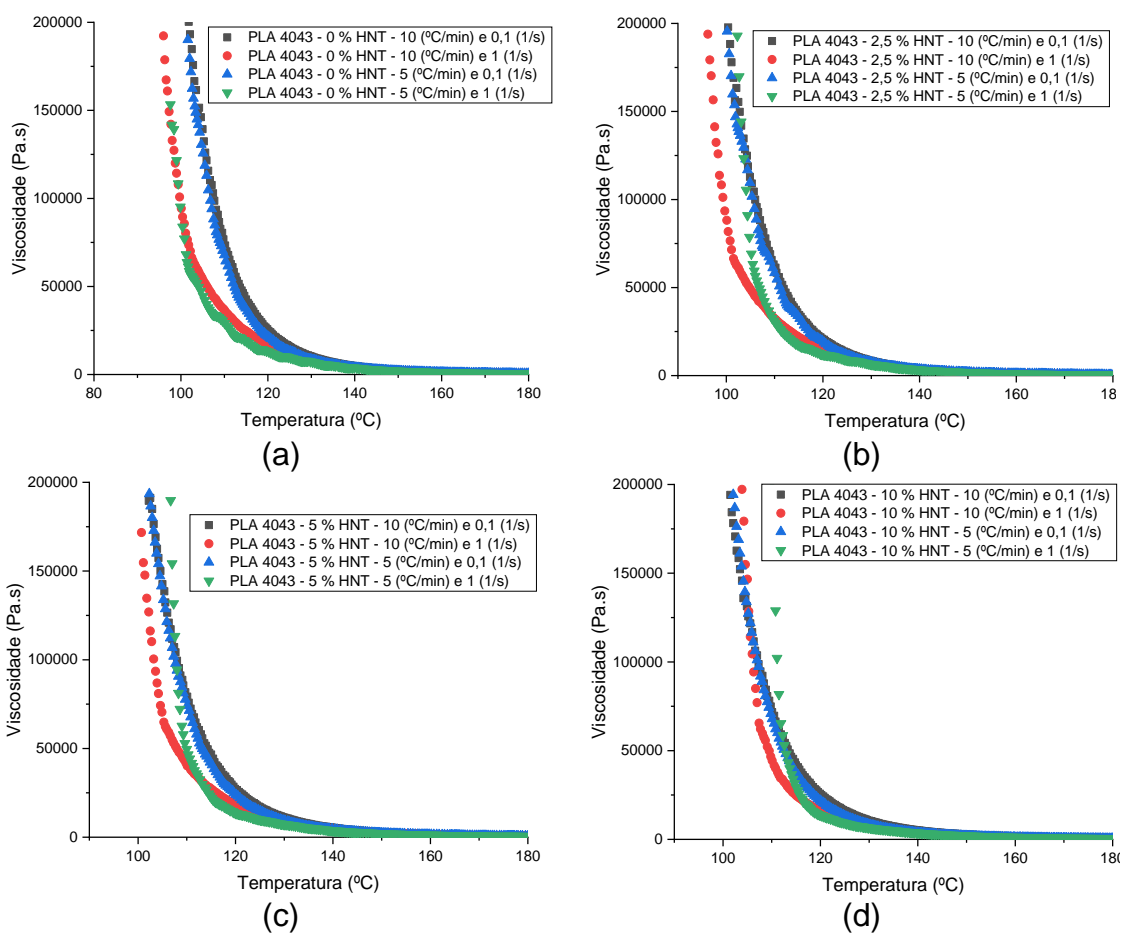 200000
150000
100000
50000
0
Viscosidade (Pa.s)
PLA 4043 - 0 % HNT - 10 (ºC/min) e 0,1 (1/s)
PLA 4043 - 0 % HNT - 10 (ºC/min) e 1 (1/s)
PLA 4043 - 0 % HNT - 5 (ºC/min) e 0,1 (1/s)
PLA 4043 - 0 % HNT - 5 (ºC/min) e 1 (1/s)
80 100 120 140 160 180
Temperatura (ºC)
(a)
200000
150000
100000
50000
0
Viscosidade (Pa.s)
PLA 4043 - 2,5 % HNT - 10 (ºC/min) e 0,1 (1/s)
PLA 4043 - 2,5 % HNT - 10 (ºC/min) e 1 (1/s)
PLA 4043 - 2,5 % HNT - 5 (ºC/min) e 0,1 (1/s)
PLA 4043 - 2,5 % HNT - 5 (ºC/min) e 1 (1/s)
100 120 140 160 18
Temperatura (ºC)
(b)
200000
150000
100000
50000
0
Viscosidade (Pa.s)
PLA 4043 - 5 % HNT - 10 (ºC/min) e 0,1 (1/s)
PLA 4043 - 5 % HNT - 10 (ºC/min) e 1 (1/s)
PLA 4043 - 5 % HNT - 5 (ºC/min) e 0,1 (1/s)
PLA 4043 - 5 % HNT - 5 (ºC/min) e 1 (1/s)
100 120 140 160 180
Temperatura (ºC)
(c)
200000
150000
100000
50000
0
Viscosidade (Pa.s)
PLA 4043 - 10 % HNT - 10 (ºC/min) e 0,1 (1/s)
PLA 4043 - 10 % HNT - 10 (ºC/min) e 1 (1/s)
PLA 4043 - 10 % HNT - 5 (ºC/min) e 0,1 (1/s)
PLA 4043 - 10 % HNT - 5 (ºC/min) e 1 (1/s)
100 120 140 160 180
Temperatura (ºC)
(d)